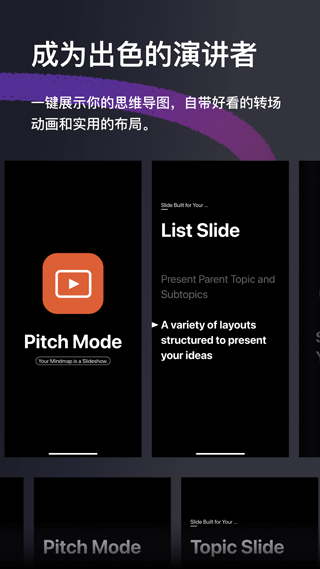 成为出色的演讲者
一键展示你的思维导图，自带好看的转场
动画和实用的布局。
Pitch Mode
Your Mindmap is a Slideshow.
Slide Built for Your ...
List Slide
Present Parent Topic and
Subtopics
A variety of layouts
structured to present
your ideas
Pitch Mode
Slide Built for Your ...
Topic Slide